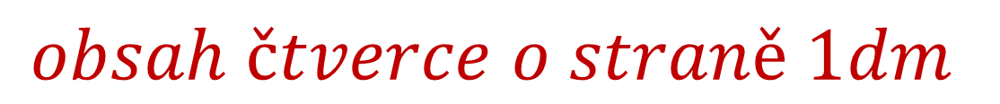 obsah čtverce o straně 1dm